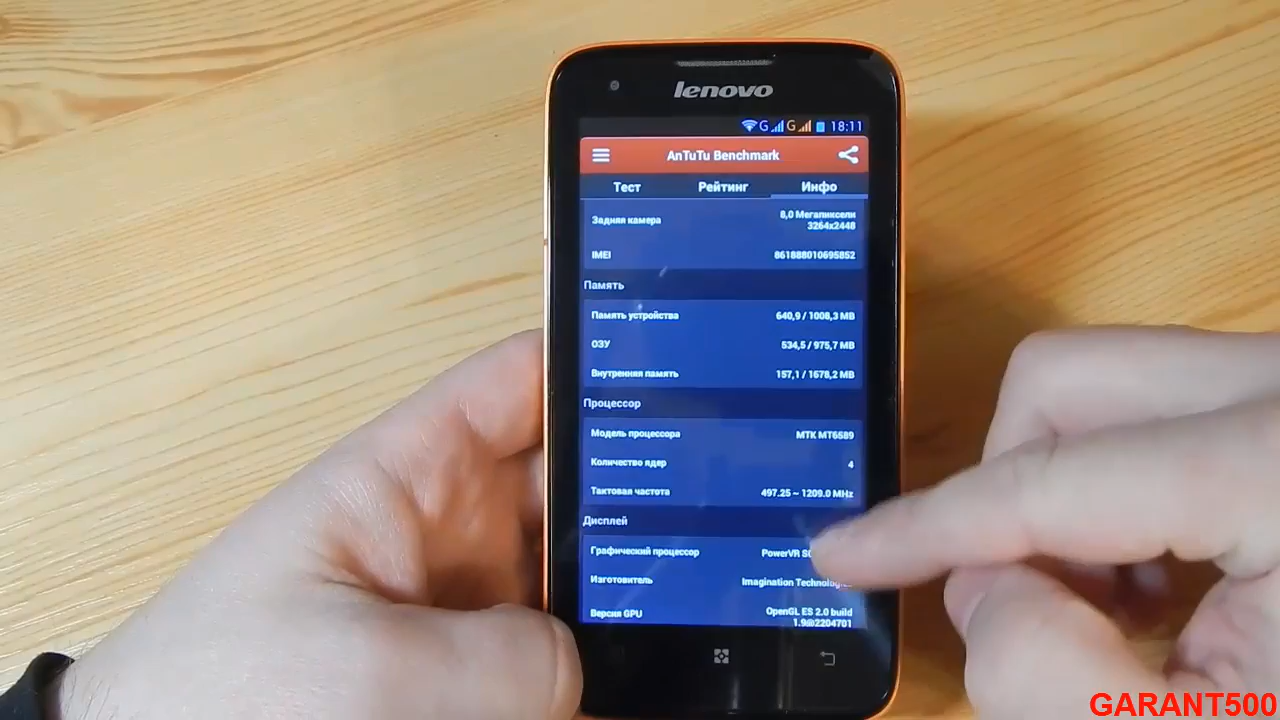 lenovo
G G 18:11
AnTuTu Benchmark
Тест Рейтинг Инфо
Задняя камера 8,0 Мегапиксели
3264x2448
IMEI 861888010695852
Память
Память устройства 640,9 / 1008,3 MB
ОЗУ 534,5 / 975,7 MB
Внутренняя память 157,1 / 1678,2 MB
Процессор
Модель процессора МТК MT6589
Количество ядер 4
Тактовая частота 497.25 ~ 1209.0 MHz
Дисплей
Графический процессор PowerVR
Изготовитель Imagination
Версия GPU OpenGL ES 2.0 build
1.9@2204701
GARANT500